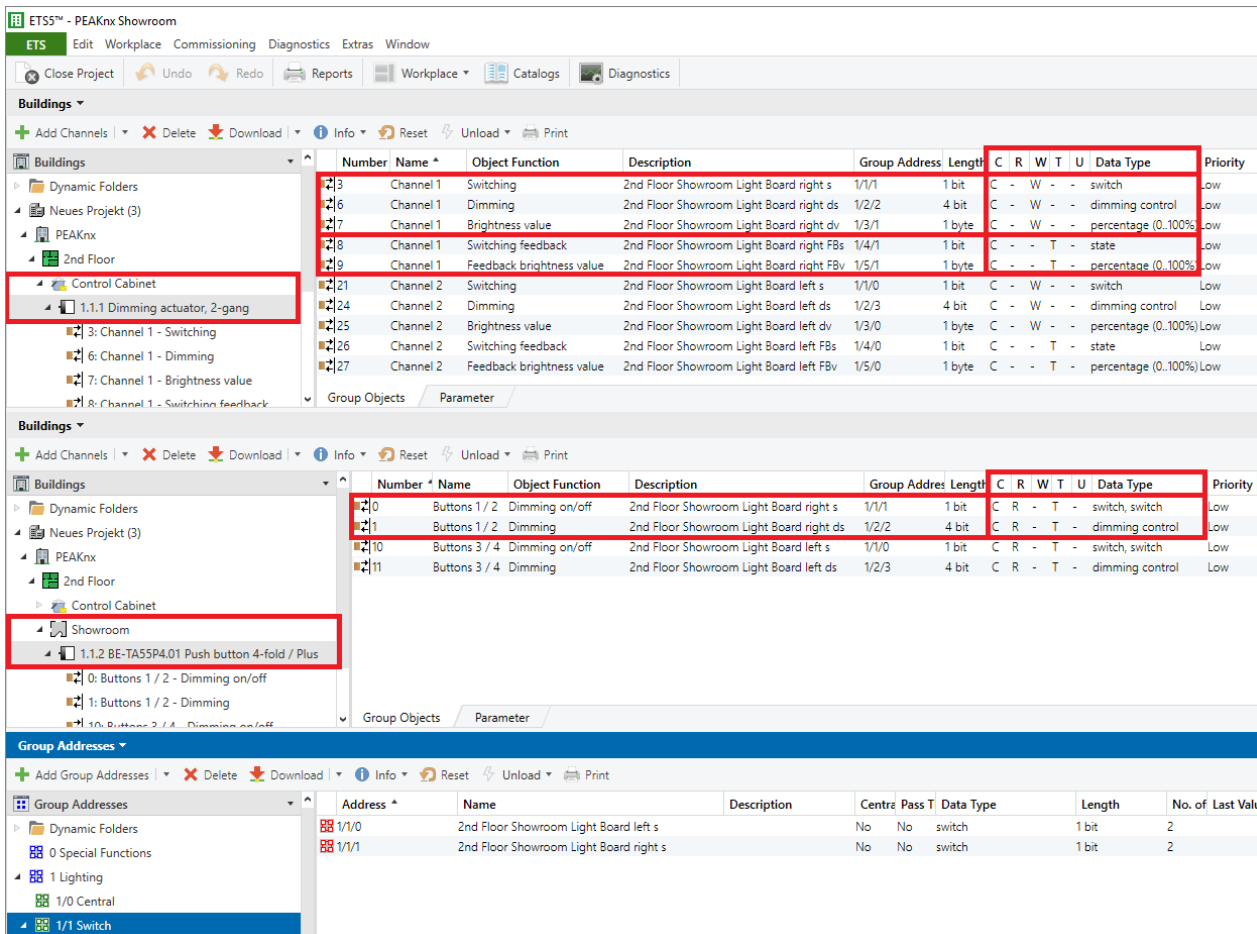 ETS5™ - PEAKnx Showroom
ETS Edit Workplace Commissioning Diagnostics Extras Window
Close Project Undo Redo Reports Workplace Catalogs Diagnostics
Buildings
Add Channels Delete Download Info Reset Unload Print
Buildings
Dynamic Folders
Neues Projekt (3)
PEAKnx
2nd Floor
Control Cabinet
1.1.1 Dimming actuator, 2-gang
3: Channel 1 - Switching
6: Channel 1 - Dimming
7: Channel 1 - Brightness value
8: Channel 1 - Switching feedback
Number Name Object Function Description Group Address Length C R W T U Data Type Priority
3 Channel 1 Switching 2nd Floor Showroom Light Board right s 1/1/1 1 bit C - W - - switch Low
6 Channel 1 Dimming 2nd Floor Showroom Light Board right ds 1/2/2 4 bit C - W - - dimming control Low
7 Channel 1 Brightness value 2nd Floor Showroom Light Board right dv 1/3/1 1 byte C - W - - percentage (0..100%) Low
8 Channel 1 Switching feedback 2nd Floor Showroom Light Board right FBs 1/4/1 1 bit C - - T - state Low
9 Channel 1 Feedback brightness value 2nd Floor Showroom Light Board right FBv 1/5/1 1 byte C - - T - percentage (0..100%) Low
21 Channel 2 Switching 2nd Floor Showroom Light Board left s 1/1/0 1 bit C - W - - switch Low
24 Channel 2 Dimming 2nd Floor Showroom Light Board left ds 1/2/3 4 bit C - W - - dimming control Low
25 Channel 2 Brightness value 2nd Floor Showroom Light Board left dv 1/3/0 1 byte C - W - - percentage (0..100%) Low
26 Channel 2 Switching feedback 2nd Floor Showroom Light Board left FBs 1/4/0 1 bit C - - T - state Low
27 Channel 2 Feedback brightness value 2nd Floor Showroom Light Board left FBv 1/5/0 1 byte C - - T - percentage (0..100%) Low
Group Objects Parameter
Buildings
Add Channels Delete Download Info Reset Unload Print
Buildings
Dynamic Folders
Neues Projekt (3)
PEAKnx
2nd Floor
Control Cabinet
Showroom
1.1.2 BE-TA55P4.01 Push button 4-fold / Plus
0: Buttons 1 / 2 - Dimming on/off
1: Buttons 1 / 2 - Dimming
10: Buttons 3 / 4 - Dimming on/off
Number Name Object Function Description Group Addres Length C R W T U Data Type Priority
0 Buttons 1 / 2 Dimming on/off 2nd Floor Showroom Light Board right s 1/1/1 1 bit C R - T - switch, switch Low
1 Buttons 1 / 2 Dimming 2nd Floor Showroom Light Board right ds 1/2/2 4 bit C R - T - dimming control Low
10 Buttons 3 / 4 Dimming on/off 2nd Floor Showroom Light Board left s 1/1/0 1 bit C R - T - switch, switch Low
11 Buttons 3 / 4 Dimming 2nd Floor Showroom Light Board left ds 1/2/3 4 bit C R - T - dimming control Low
Group Objects Parameter
Group Addresses
Add Group Addresses Delete Download Info Reset Unload Print
Group Addresses
Dynamic Folders
0 Special Functions
1 Lighting
1/0 Central
1/1 Switch
Address Name Description Centra Pass T Data Type Length No. of Last Valu
1/1/0 2nd Floor Showroom Light Board left s No No switch 1 bit 2
1/1/1 2nd Floor Showroom Light Board right s No No switch 1 bit 2